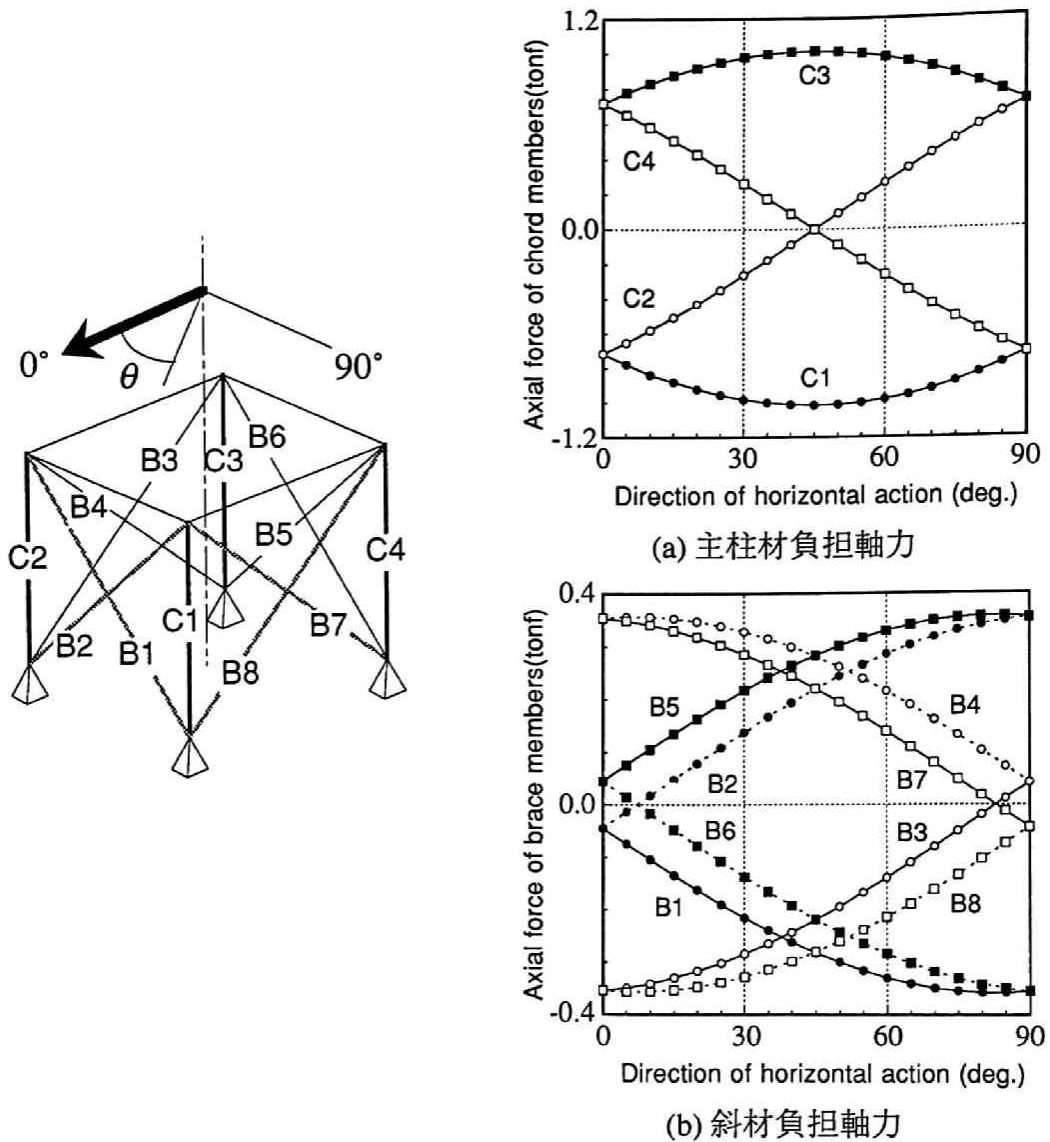 0°
θ
90°
B3
C3
B6
B4
B5
C2
C4
C1
B2
B1
B8
B7
Axial force of chord members(tonf)
1.2
0.0
-1.2
C3
C4
C2
C1
0
30
60
90
Direction of horizontal action (deg.)
(a) 主柱材負担軸力
Axial force of brace members(tonf)
0.4
0.0
-0.4
B5
B4
B2
B7
B6
B3
B1
B8
0
30
60
90
Direction of horizontal action (deg.)
(b) 斜材負担軸力